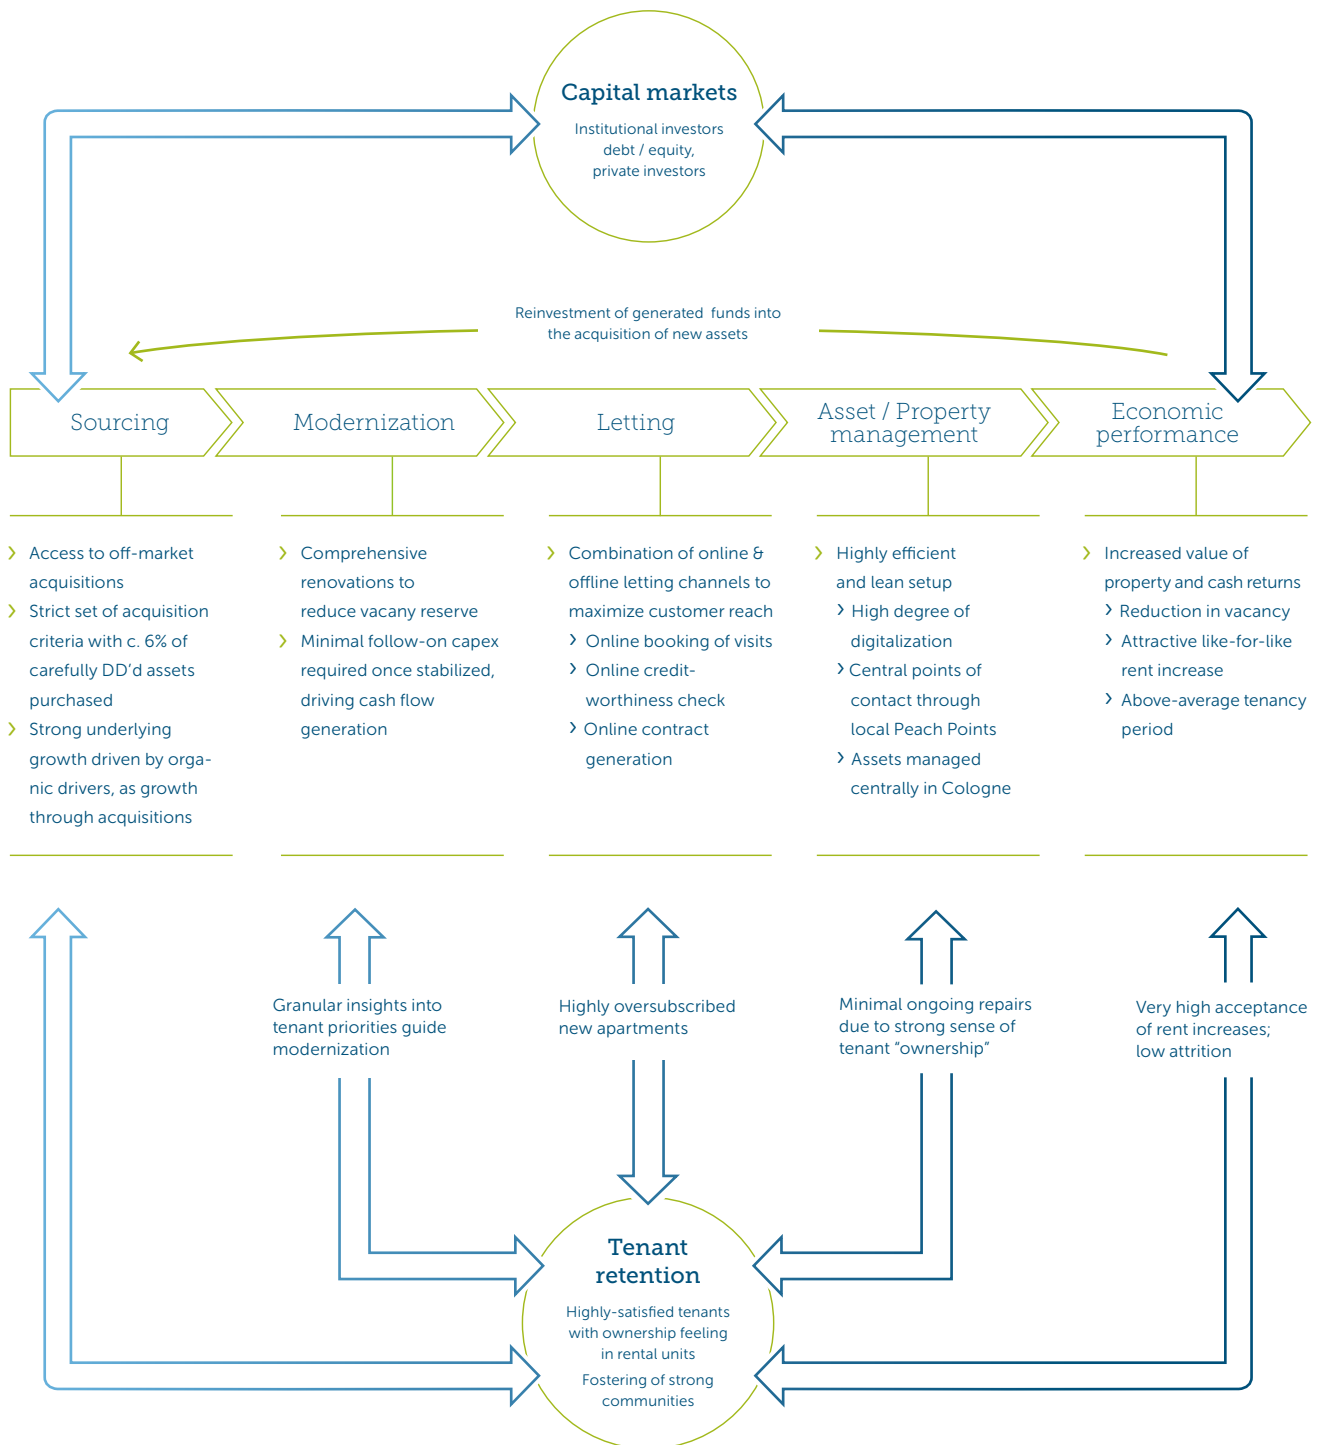 Capital markets
Institutional investors
debt / equity,
private investors
Reinvestment of generated funds into
the acquisition of new assets
Sourcing
Modernization
Letting
Asset / Property
management
Economic
performance
Access to off-market
acquisitions
Strict set of acquisition
criteria with c. 6% of
carefully DD’d assets
purchased
Strong underlying
growth driven by orga-
nic drivers, as growth
through acquisitions
Comprehensive
renovations to
reduce vacany reserve
Minimal follow-on capex
required once stabilized,
driving cash flow
generation
Combination of online &
offline letting channels to
maximize customer reach
Online booking of visits
Online credit-
worthiness check
Online contract
generation
Highly efficient
and lean setup
High degree of
digitalization
Central points of
contact through
local Peach Points
Assets managed
centrally in Cologne
Increased value of
property and cash returns
Reduction in vacancy
Attractive like-for-like
rent increase
Above-average tenancy
period
Granular insights into
tenant priorities guide
modernization
Highly oversubscribed
new apartments
Minimal ongoing repairs
due to strong sense of
tenant “ownership”
Very high acceptance
of rent increases;
low attrition
Tenant
retention
Highly-satisfied tenants
with ownership feeling
in rental units
Fostering of strong
communities